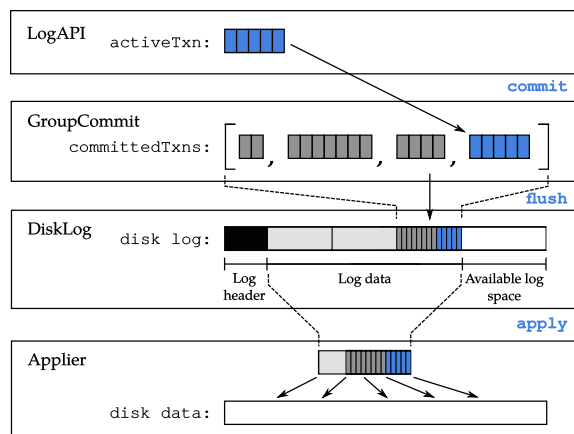 LogAPI
activeTxn:
commit
GroupCommit
committedTxns: [ , , , ]
flush
DiskLog
disk log:
Log header
Log data
Available log space
apply
Applier
disk data: